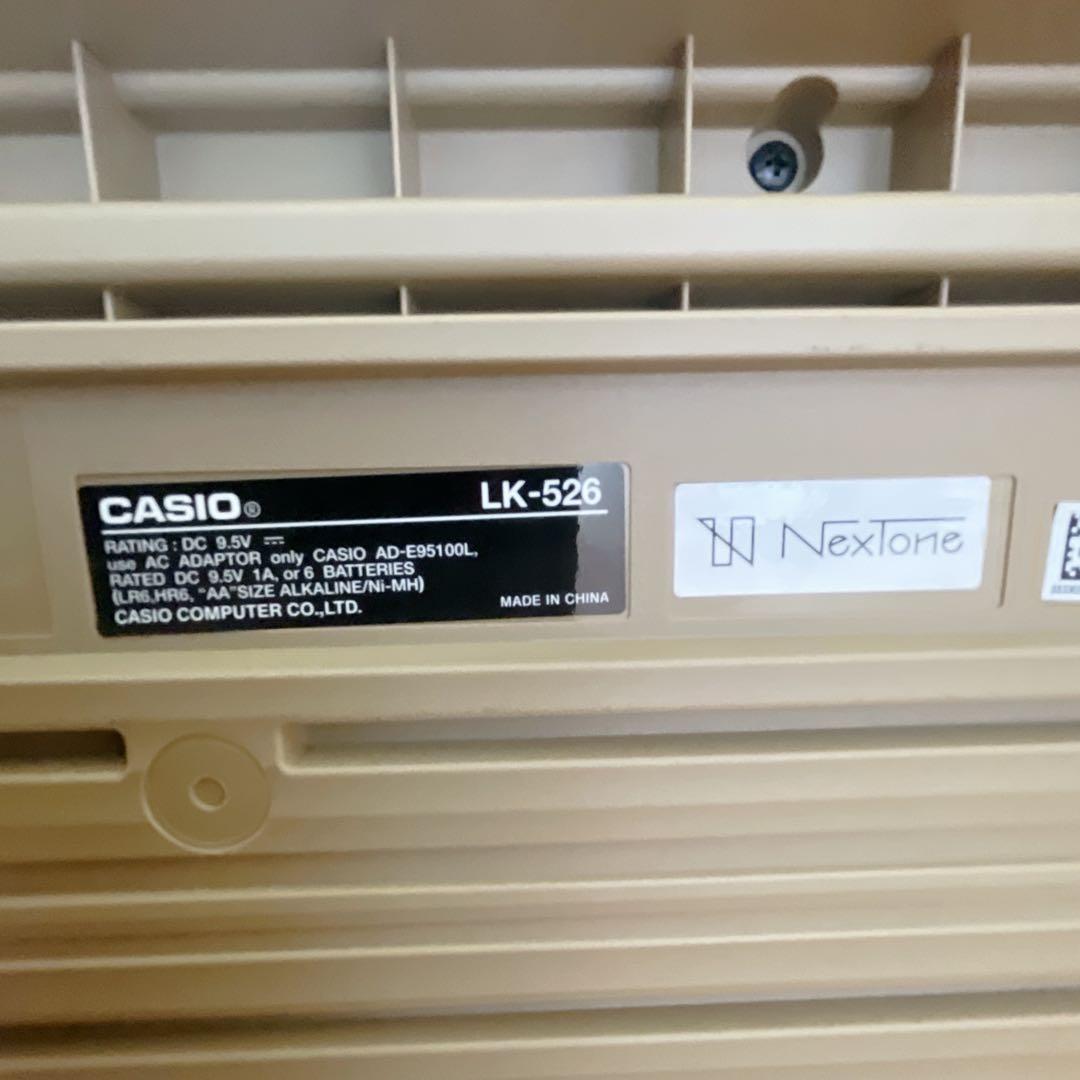 CASIO® LK-526
RATING : DC 9.5V ⎓
use AC ADAPTOR only CASIO AD-E95100L,
RATED DC 9.5V 1A, or 6 BATTERIES
(LR6,HR6, "AA"SIZE ALKALINE/Ni-MH)
CASIO COMPUTER CO.,LTD. MADE IN CHINA
NexTone